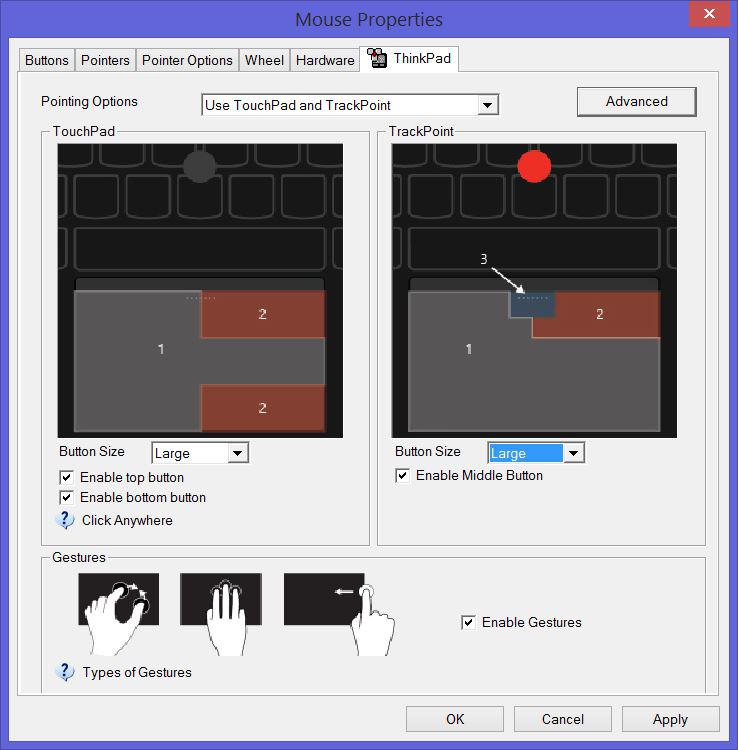 Mouse Properties
Buttons Pointers Pointer Options Wheel Hardware ThinkPad
Pointing Options Use TouchPad and TrackPoint Advanced
TouchPad
2
1
2
Button Size Large
Enable top button
Enable bottom button
? Click Anywhere
TrackPoint
3
2
1
Button Size Large
Enable Middle Button
Gestures
Enable Gestures
? Types of Gestures
OK Cancel Apply